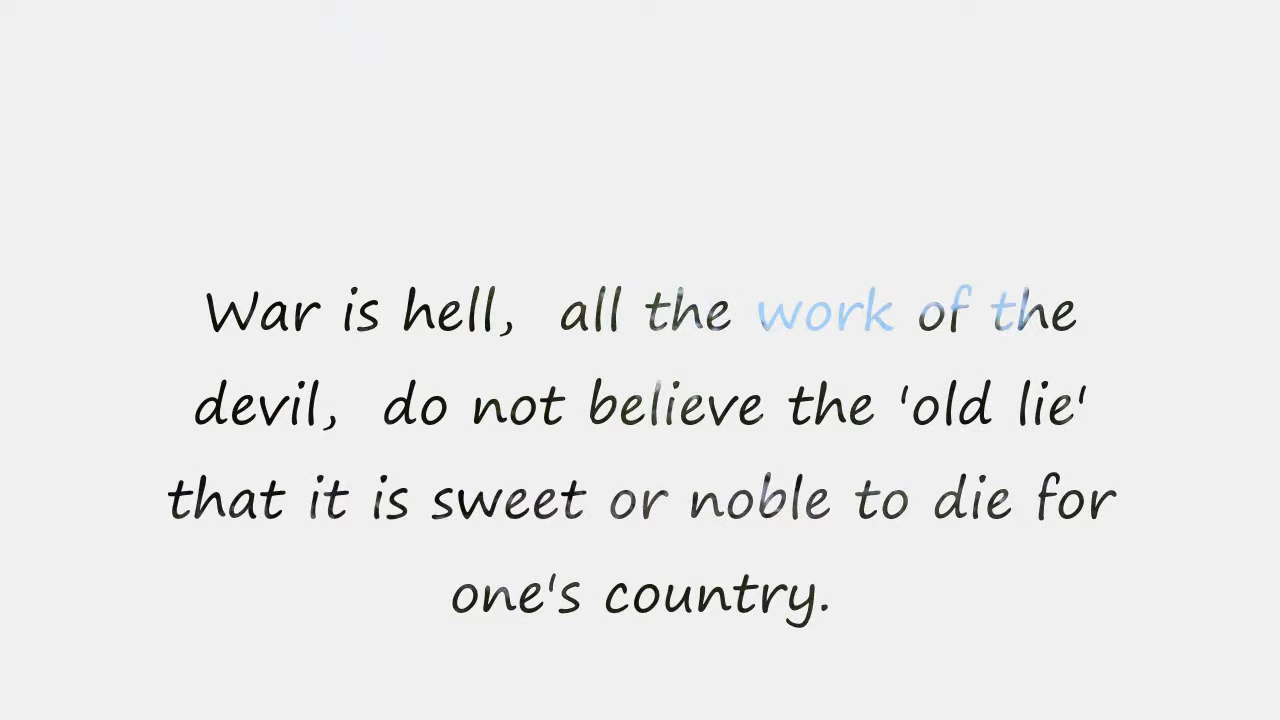 War is hell,  all the work of the
devil,  do not believe the 'old lie'
that it is sweet or noble to die for
one's country.